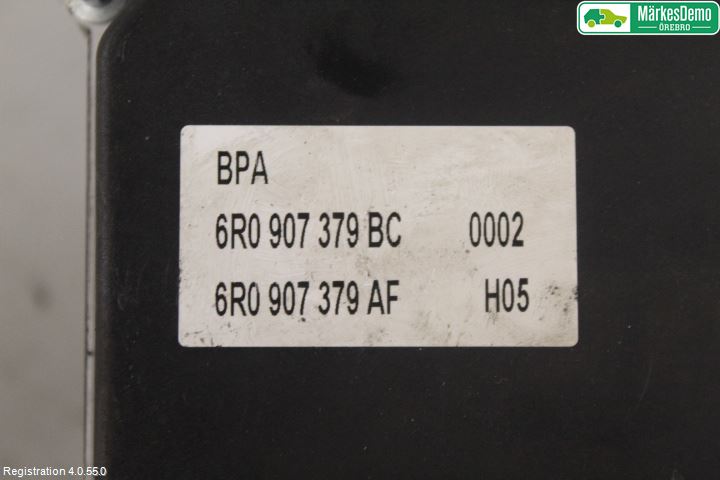 MärkesDemo
ÖREBRO
BPA
6R0 907 379 BC 0002
6R0 907 379 AF H05
Registration 4.0.55.0